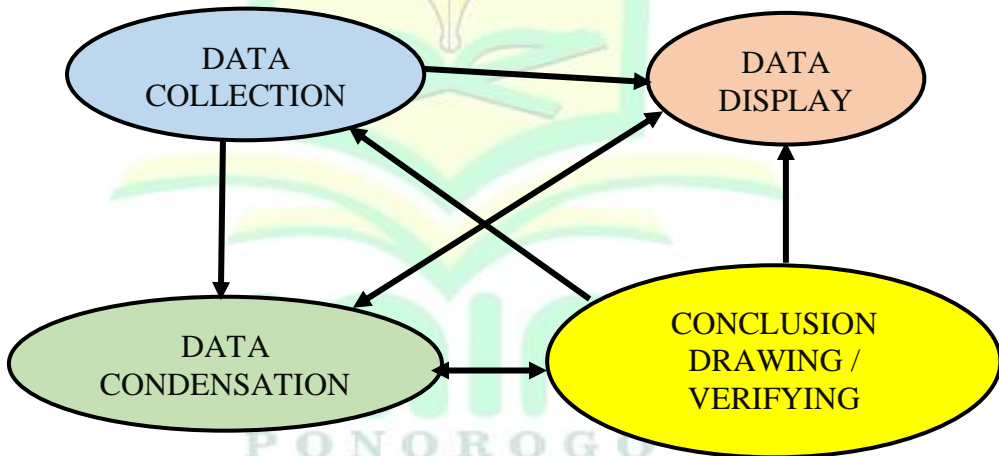 DATA
COLLECTION
DATA
DISPLAY
DATA
CONDENSATION
CONCLUSION
DRAWING /
VERIFYING
PONOROGO